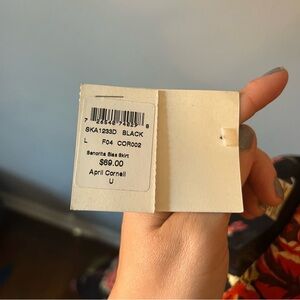 SKA1233D BLACK
L F04 COR002
Senorita Bias Skirt
$69.00
April Cornell
U